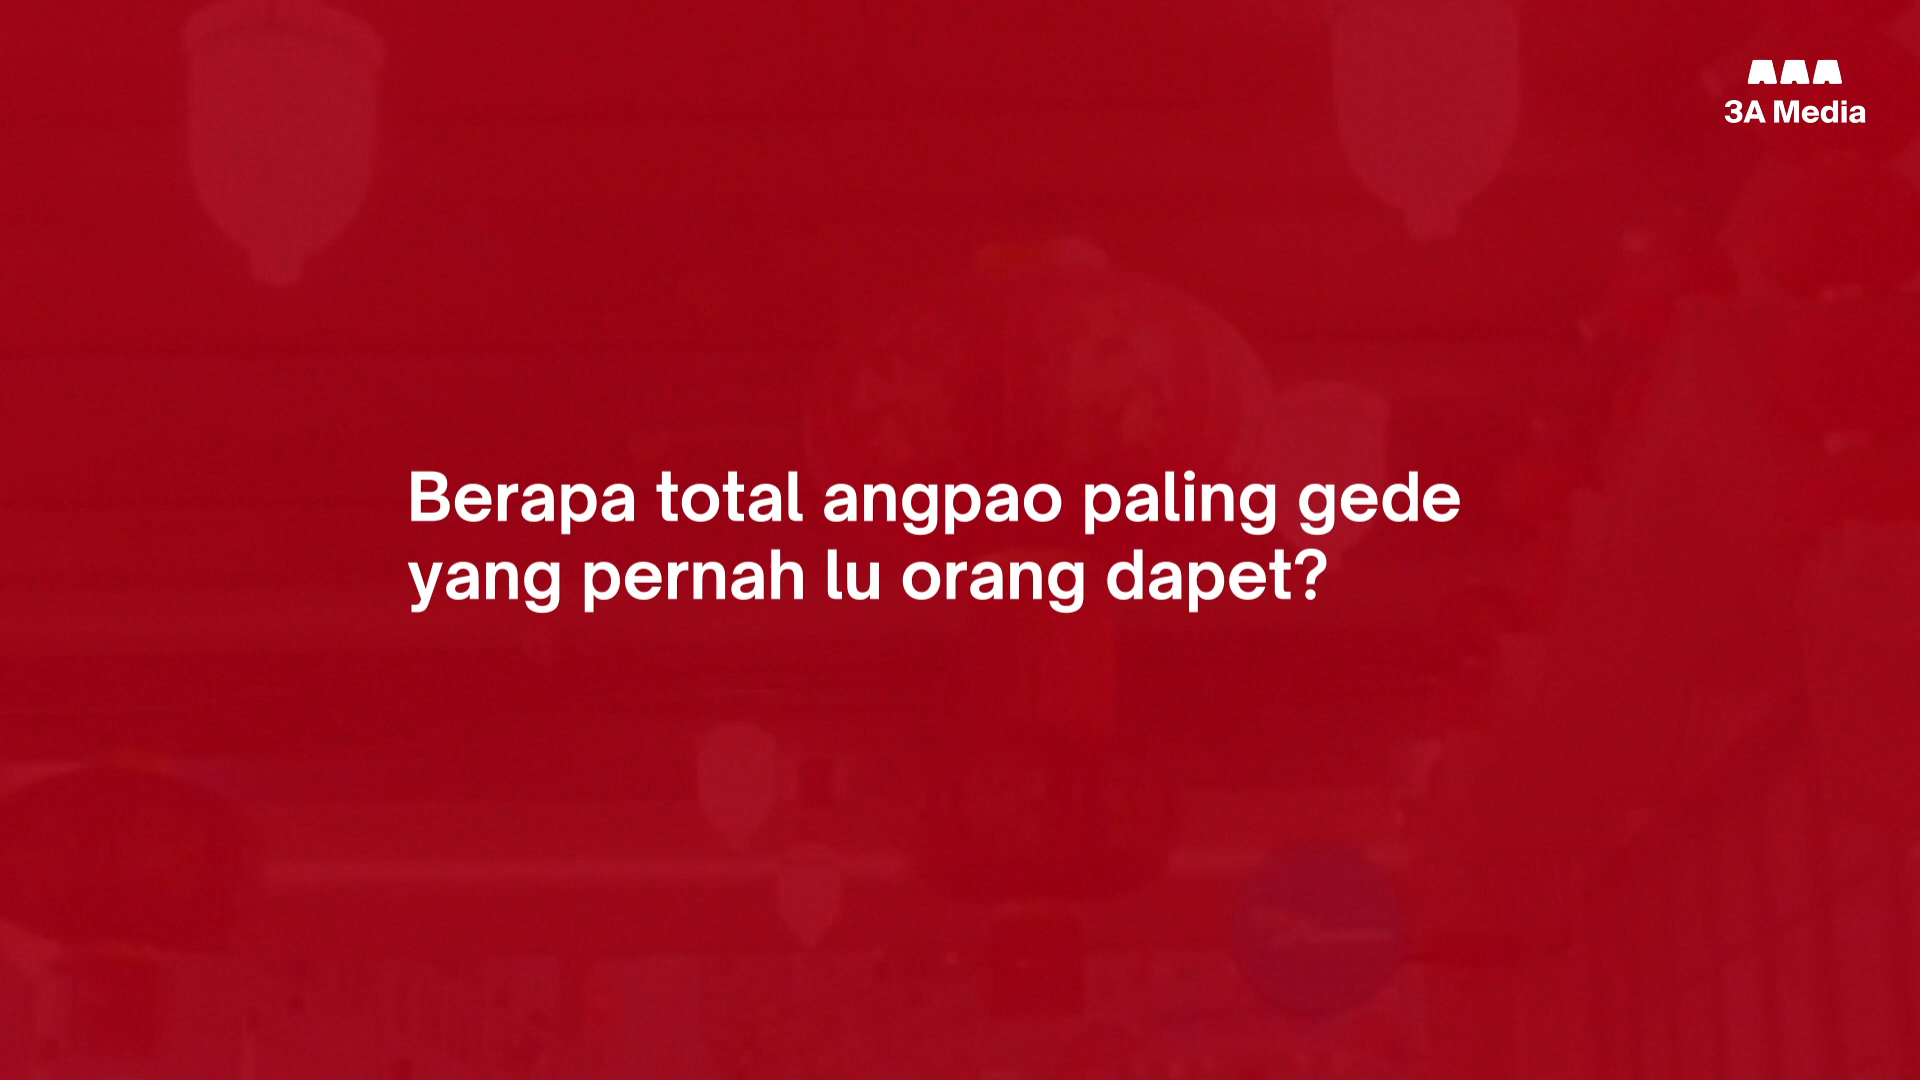 3A Media
Berapa total angpao paling gede
yang pernah lu orang dapet?